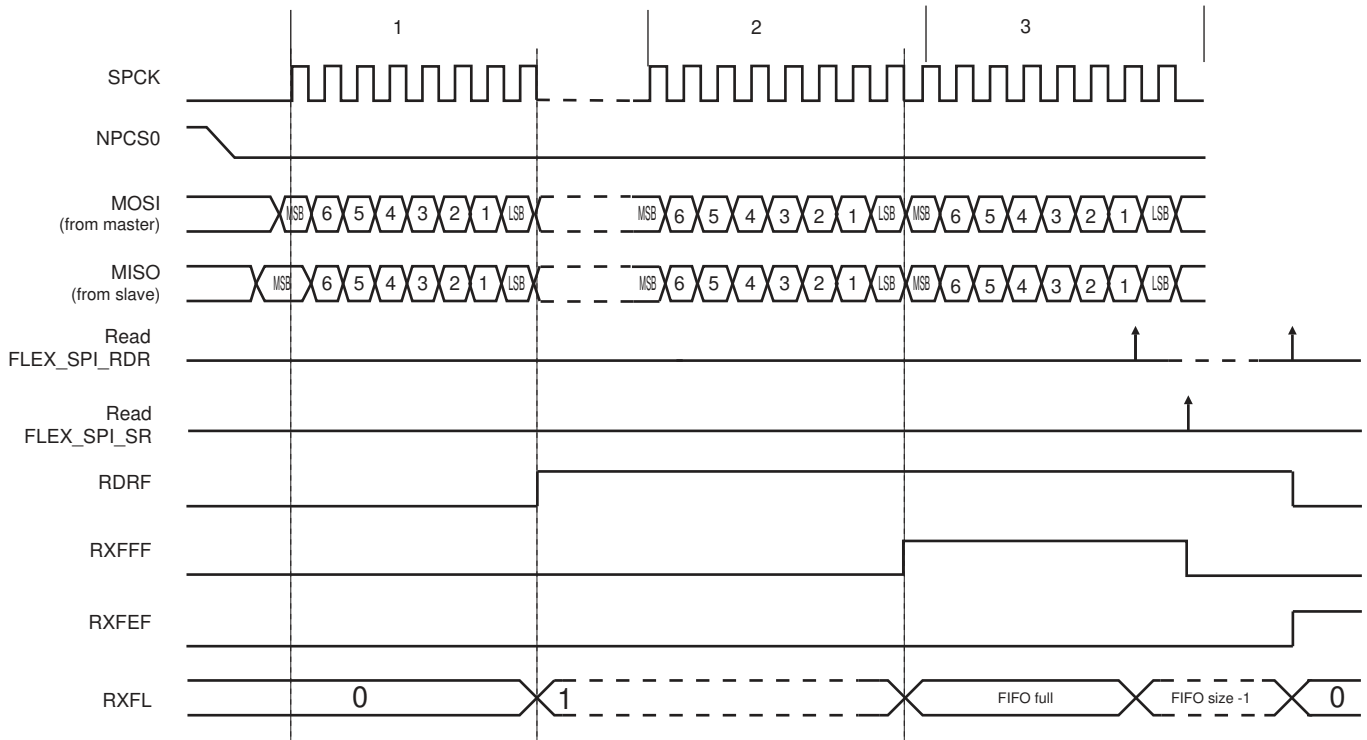 1 2 3
SPCK
NPCS0
MOSI
(from master)
MSB 6 5 4 3 2 1 LSB MSB 6 5 4 3 2 1 LSB MSB 6 5 4 3 2 1 LSB
MISO
(from slave)
MSB 6 5 4 3 2 1 LSB MSB 6 5 4 3 2 1 LSB MSB 6 5 4 3 2 1 LSB
Read
FLEX_SPI_RDR
Read
FLEX_SPI_SR
RDRF
RXFFF
RXFEF
RXFL 0 1 FIFO full FIFO size -1 0